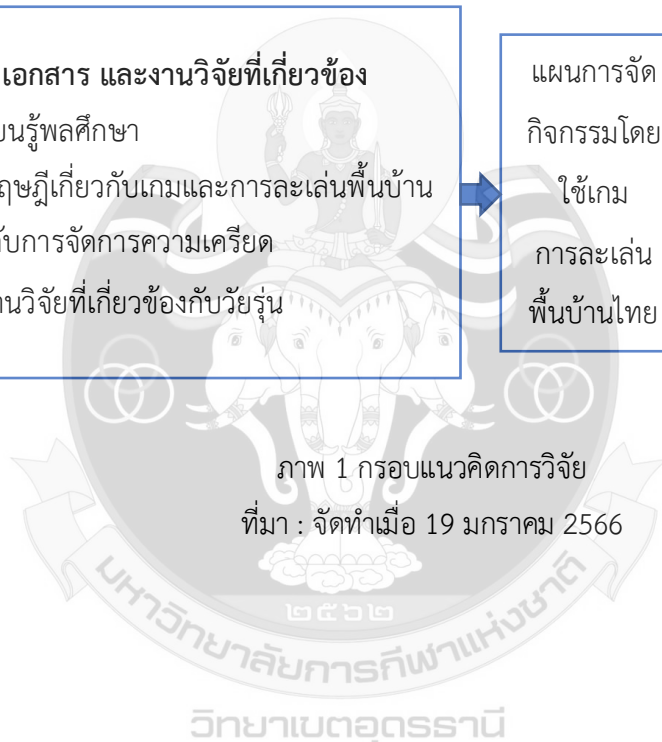 เอกสาร และงานวิจัยที่เกี่ยวข้อง
นรู้พลศึกษา
ฤษฎีเกี่ยวกับเกมและการละเล่นพื้นบ้าน
กับการจัดการความเครียด
านวิจัยที่เกี่ยวข้องกับวัยรุ่น
แผนการจัด
กิจกรรมโดย
ใช้เกม
การละเล่น
พื้นบ้านไทย
ภาพ 1 กรอบแนวคิดการวิจัย
ที่มา : จัดทำเมื่อ 19 มกราคม 2566
๒๕๖๒
มหาวิทยาลัยการกีฬาแห่งชาติ
วิทยาเขตอุดรธานี